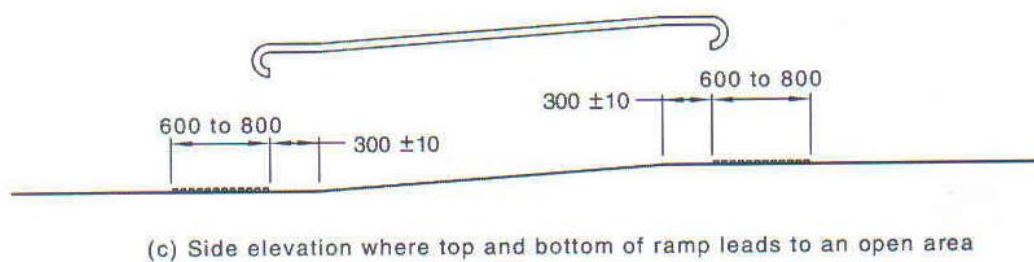 600 to 800
300 ±10
600 to 800
300 ±10
(c) Side elevation where top and bottom of ramp leads to an open area